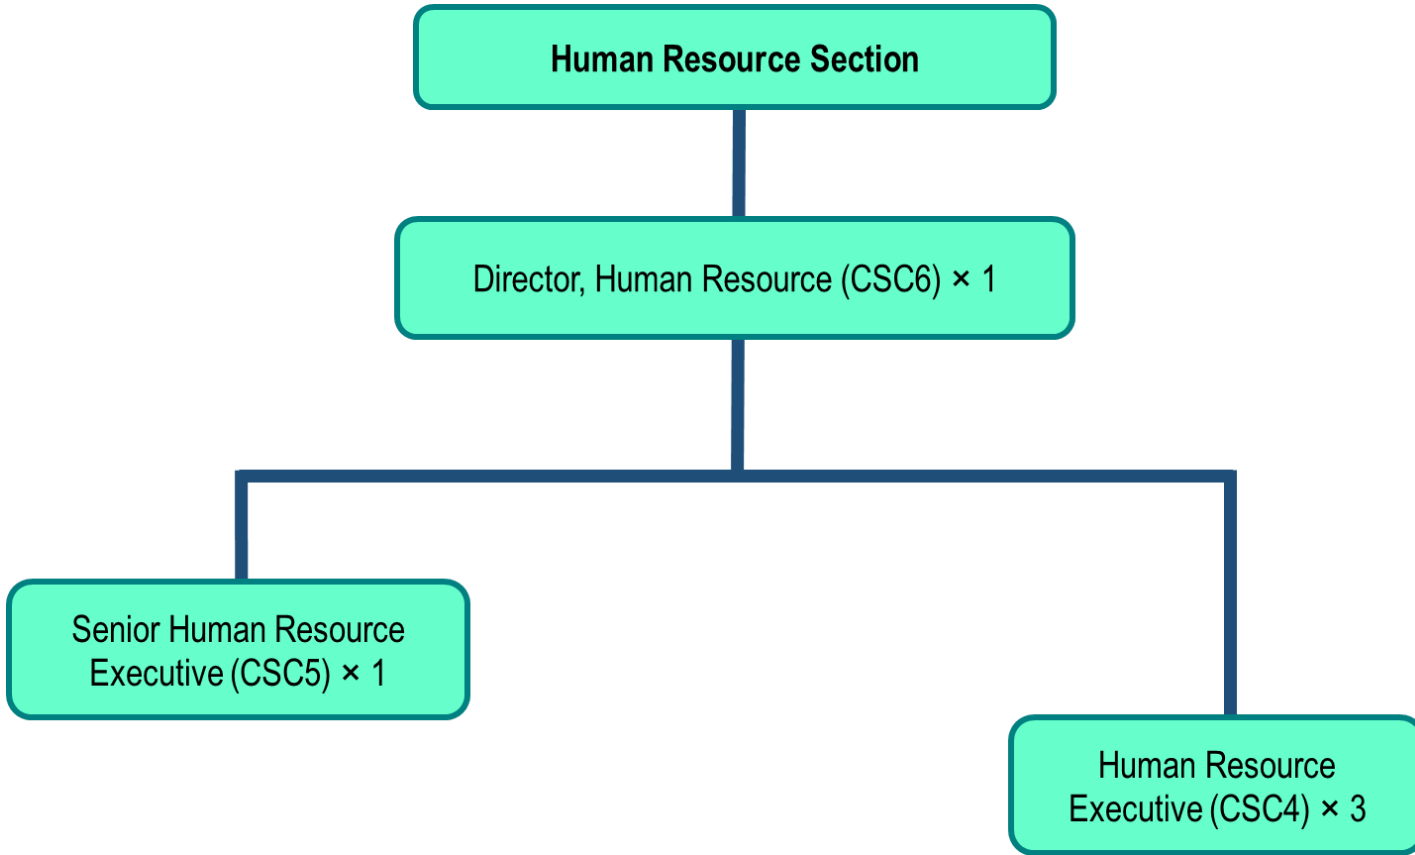 Human Resource Section
Director, Human Resource (CSC6) × 1
Senior Human Resource
Executive (CSC5) × 1
Human Resource
Executive (CSC4) × 3